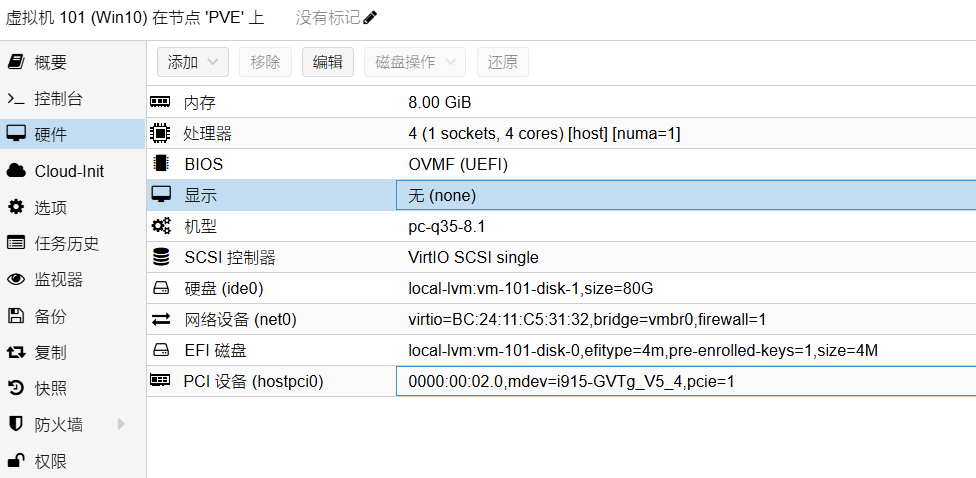 虚拟机 101 (Win10) 在节点 'PVE' 上 没有标记
概要
控制台
硬件
Cloud-Init
选项
任务历史
监视器
备份
复制
快照
防火墙
权限
添加 移除 编辑 磁盘操作 还原
内存 8.00 GiB
处理器 4 (1 sockets, 4 cores) [host] [numa=1]
BIOS OVMF (UEFI)
显示 无 (none)
机型 pc-q35-8.1
SCSI 控制器 VirtIO SCSI single
硬盘 (ide0) local-lvm:vm-101-disk-1,size=80G
网络设备 (net0) virtio=BC:24:11:C5:31:32,bridge=vmbr0,firewall=1
EFI 磁盘 local-lvm:vm-101-disk-0,efitype=4m,pre-enrolled-keys=1,size=4M
PCI 设备 (hostpci0) 0000:00:02.0,mdev=i915-GVTg_V5_4,pcie=1